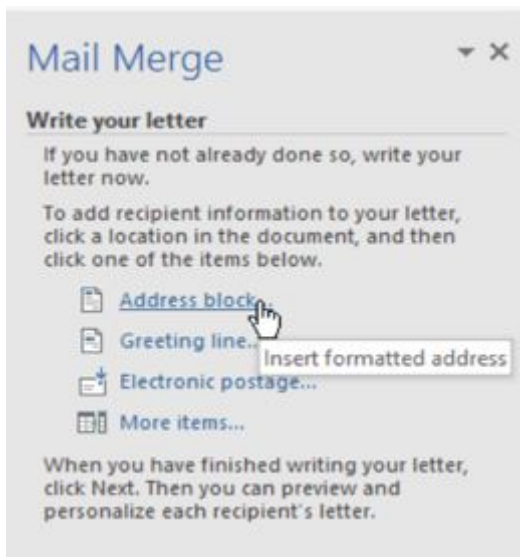 Mail Merge
Write your letter
If you have not already done so, write your
letter now.
To add recipient information to your letter,
click a location in the document, and then
click one of the items below.
Address block...
Greeting line...
Insert formatted address
Electronic postage...
More items...
When you have finished writing your letter,
click Next. Then you can preview and
personalize each recipient's letter.